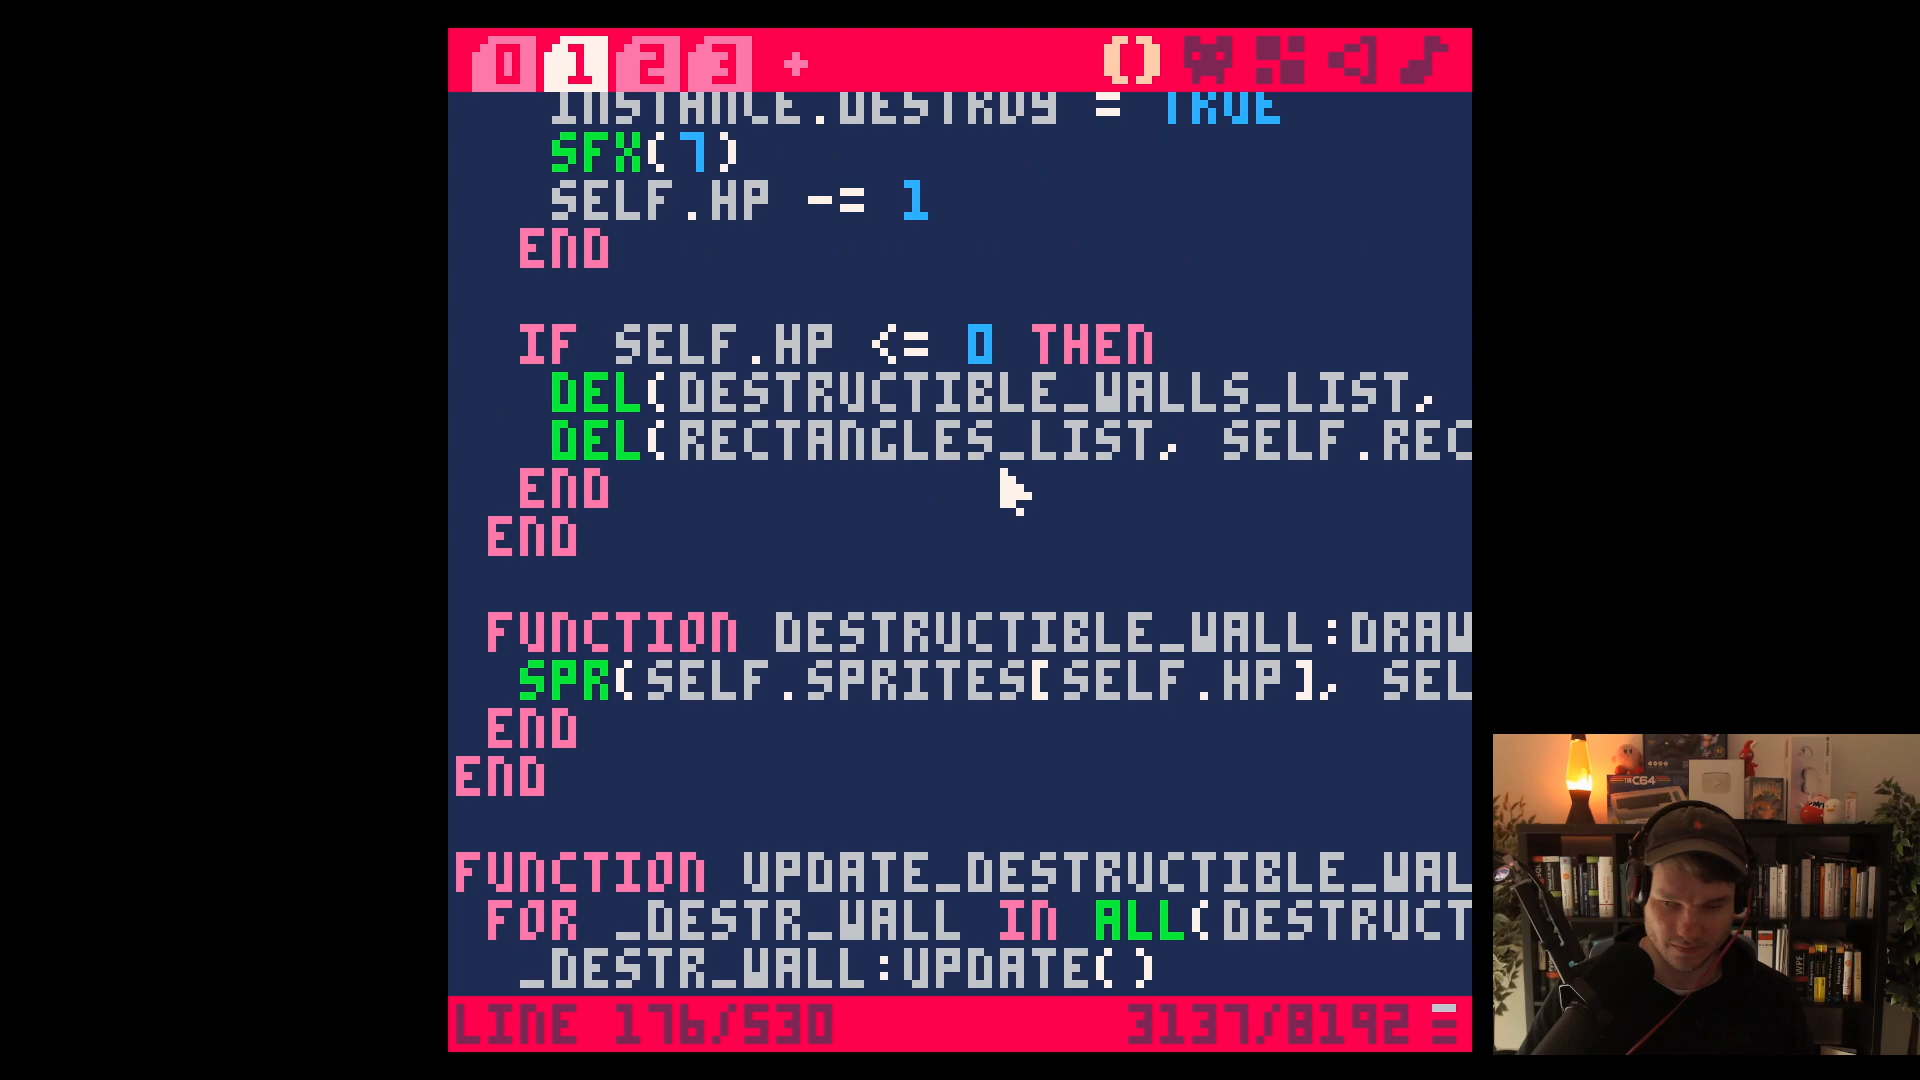 0 1 2 3 +
INSTANCE.DESTROY = TRUE
SFX(7)
SELF.HP -= 1
END
IF SELF.HP <= 0 THEN
DEL(DESTRUCTIBLE_WALLS_LIST,
DEL(RECTANGLES_LIST, SELF.REC
END
END
FUNCTION DESTRUCTIBLE_WALL:DRAW
SPR(SELF.SPRITES[SELF.HP], SEL
END
END
FUNCTION UPDATE_DESTRUCTIBLE_WAL
FOR _DESTR_WALL IN ALL(DESTRUCT
_DESTR_WALL:UPDATE()
LINE 176/530 3137/8192
C64
WPF